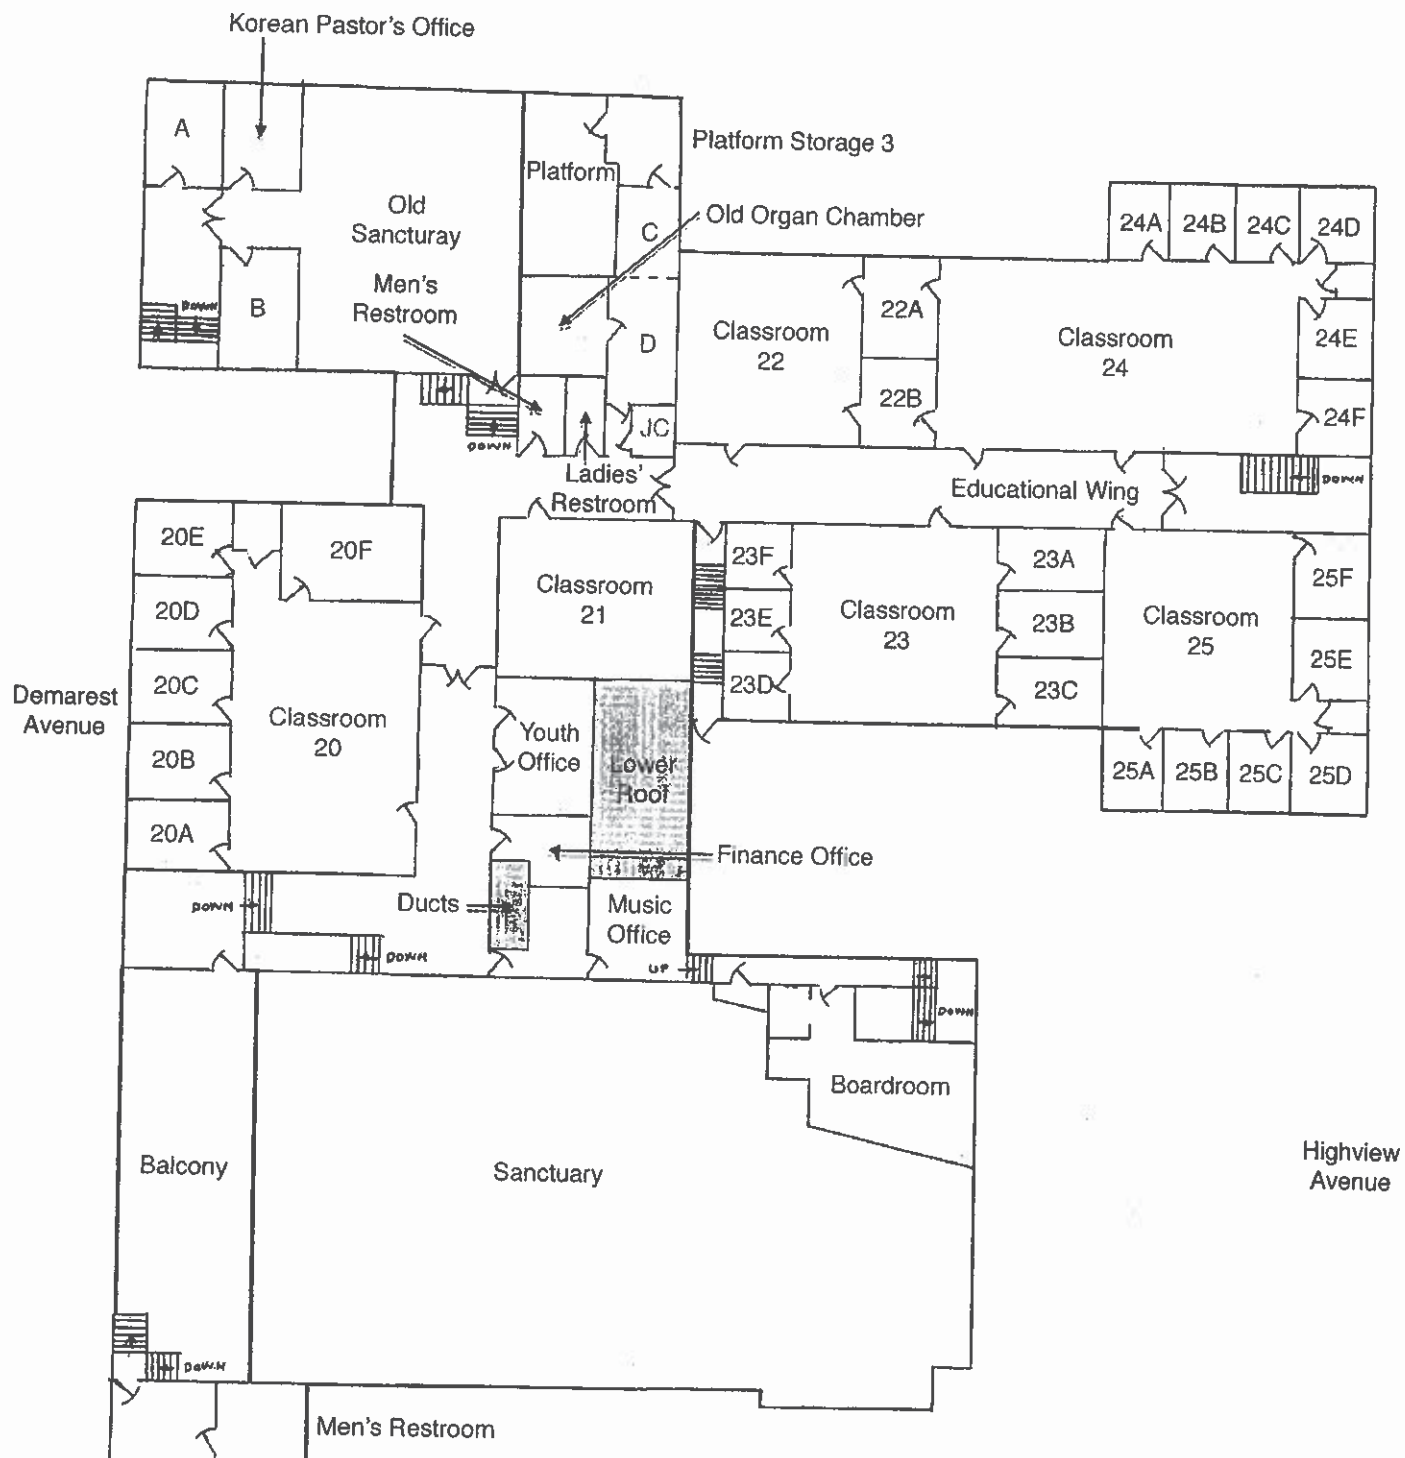 Korean Pastor's Office
A
Platform Storage 3
Platform
Old
Sancturay
C
Old Organ Chamber
24A
24B
24C
24D
Men's
Restroom
B
DOWN
D
Classroom
22
22A
22B
Classroom
24
24E
24F
JC
DOWN
Ladies'
Restroom
Educational Wing
DOWN
20E
20F
20D
20C
20B
20A
Classroom
20
Demarest
Avenue
Classroom
21
23F
23E
23D
Classroom
23
23A
23B
23C
Classroom
25
25F
25E
25A
25B
25C
25D
Youth
Office
Lower
Roof
Finance Office
Ducts
Music
Office
DOWN
DOWN
UP
DOWN
Boardroom
Balcony
Sanctuary
Highview
Avenue
DOWN
Men's Restroom